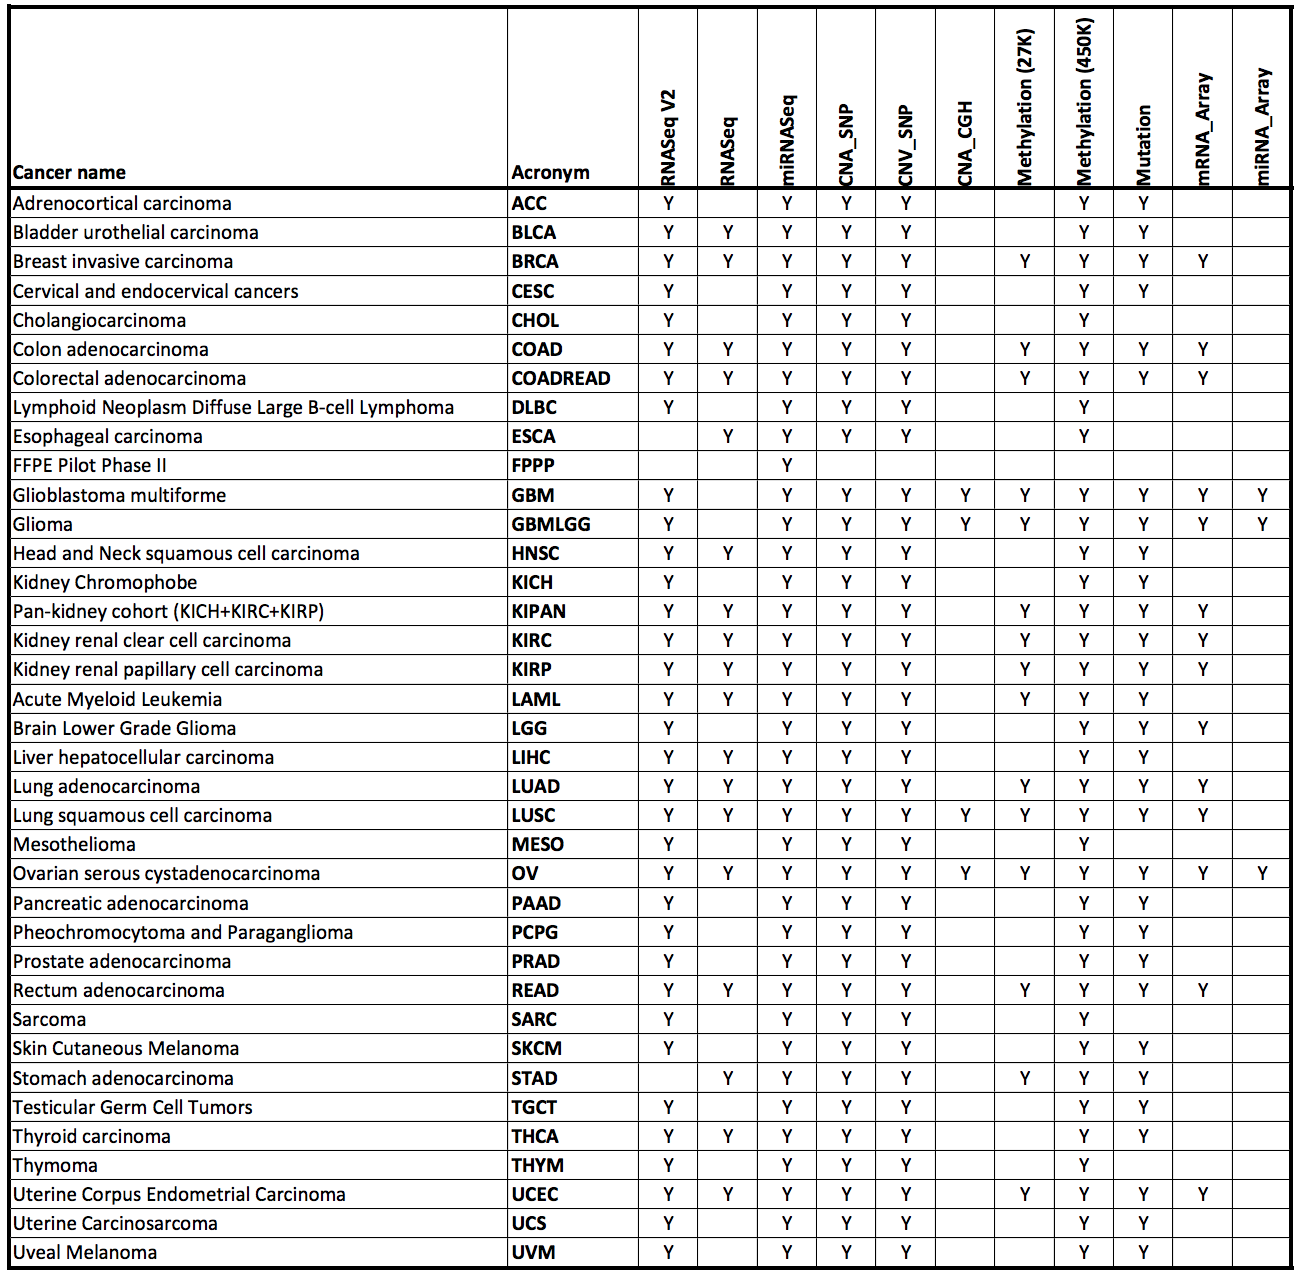 Cancer name Acronym RNASeq V2 RNASeq miRNASeq CNA_SNP CNV_SNP CNA_CGH Methylation (27K) Methylation (450K) Mutation mRNA_Array miRNA_Array
Adrenocortical carcinoma ACC Y Y Y Y Y Y
Bladder urothelial carcinoma BLCA Y Y Y Y Y Y Y
Breast invasive carcinoma BRCA Y Y Y Y Y Y Y Y Y
Cervical and endocervical cancers CESC Y Y Y Y Y Y
Cholangiocarcinoma CHOL Y Y Y Y Y
Colon adenocarcinoma COAD Y Y Y Y Y Y Y Y Y
Colorectal adenocarcinoma COADREAD Y Y Y Y Y Y Y Y Y
Lymphoid Neoplasm Diffuse Large B-cell Lymphoma DLBC Y Y Y Y Y
Esophageal carcinoma ESCA Y Y Y Y Y
FFPE Pilot Phase II FPPP Y
Glioblastoma multiforme GBM Y Y Y Y Y Y Y Y Y Y
Glioma GBMLGG Y Y Y Y Y Y Y Y Y Y
Head and Neck squamous cell carcinoma HNSC Y Y Y Y Y Y Y
Kidney Chromophobe KICH Y Y Y Y Y Y
Pan-kidney cohort (KICH+KIRC+KIRP) KIPAN Y Y Y Y Y Y Y Y Y
Kidney renal clear cell carcinoma KIRC Y Y Y Y Y Y Y Y Y
Kidney renal papillary cell carcinoma KIRP Y Y Y Y Y Y Y Y Y
Acute Myeloid Leukemia LAML Y Y Y Y Y Y Y Y
Brain Lower Grade Glioma LGG Y Y Y Y Y Y Y
Liver hepatocellular carcinoma LIHC Y Y Y Y Y Y Y
Lung adenocarcinoma LUAD Y Y Y Y Y Y Y Y Y
Lung squamous cell carcinoma LUSC Y Y Y Y Y Y Y Y Y Y
Mesothelioma MESO Y Y Y Y Y
Ovarian serous cystadenocarcinoma OV Y Y Y Y Y Y Y Y Y Y Y
Pancreatic adenocarcinoma PAAD Y Y Y Y Y Y
Pheochromocytoma and Paraganglioma PCPG Y Y Y Y Y Y
Prostate adenocarcinoma PRAD Y Y Y Y Y Y
Rectum adenocarcinoma READ Y Y Y Y Y Y Y Y Y
Sarcoma SARC Y Y Y Y Y
Skin Cutaneous Melanoma SKCM Y Y Y Y Y Y
Stomach adenocarcinoma STAD Y Y Y Y Y Y Y
Testicular Germ Cell Tumors TGCT Y Y Y Y Y Y
Thyroid carcinoma THCA Y Y Y Y Y Y Y
Thymoma THYM Y Y Y Y Y
Uterine Corpus Endometrial Carcinoma UCEC Y Y Y Y Y Y Y Y Y
Uterine Carcinosarcoma UCS Y Y Y Y Y Y
Uveal Melanoma UVM Y Y Y Y Y Y